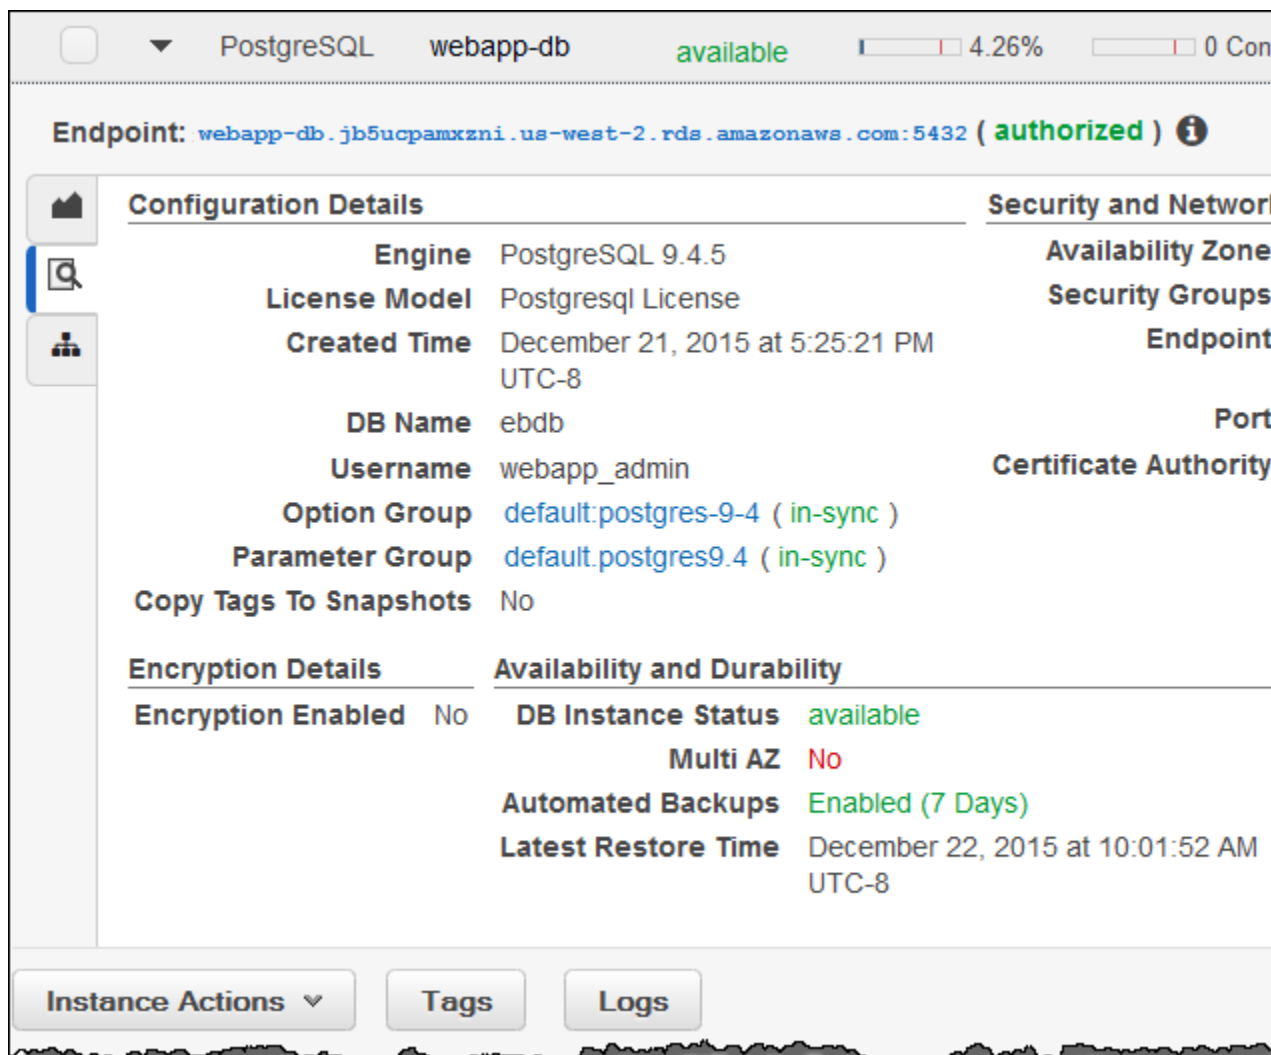 PostgreSQL webapp-db available 4.26% 0 Con
Endpoint: webapp-db.jb5ucpamxzni.us-west-2.rds.amazonaws.com:5432 ( authorized )
Configuration Details
Engine PostgreSQL 9.4.5
License Model Postgresql License
Created Time December 21, 2015 at 5:25:21 PM
UTC-8
DB Name ebdb
Username webapp_admin
Option Group default:postgres-9-4 ( in-sync )
Parameter Group default.postgres9.4 ( in-sync )
Copy Tags To Snapshots No
Security and Network
Availability Zone
Security Groups
Endpoint
Port
Certificate Authority
Encryption Details
Encryption Enabled No
Availability and Durability
DB Instance Status available
Multi AZ No
Automated Backups Enabled (7 Days)
Latest Restore Time December 22, 2015 at 10:01:52 AM
UTC-8
Instance Actions Tags Logs